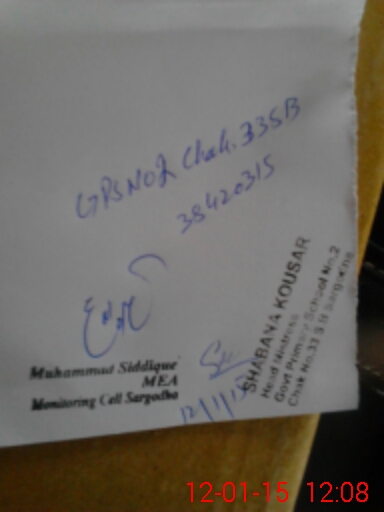 GPS NO2 Chak. 33SB
38420315
Muhammad Siddique
MEA
Monitoring Cell Sargodha
12/1/15
SHABANA KOUSAR
Head Mistress
Govt Primary School No.2
Chak No.33 S.B Sargodha
12-01-15 12:08